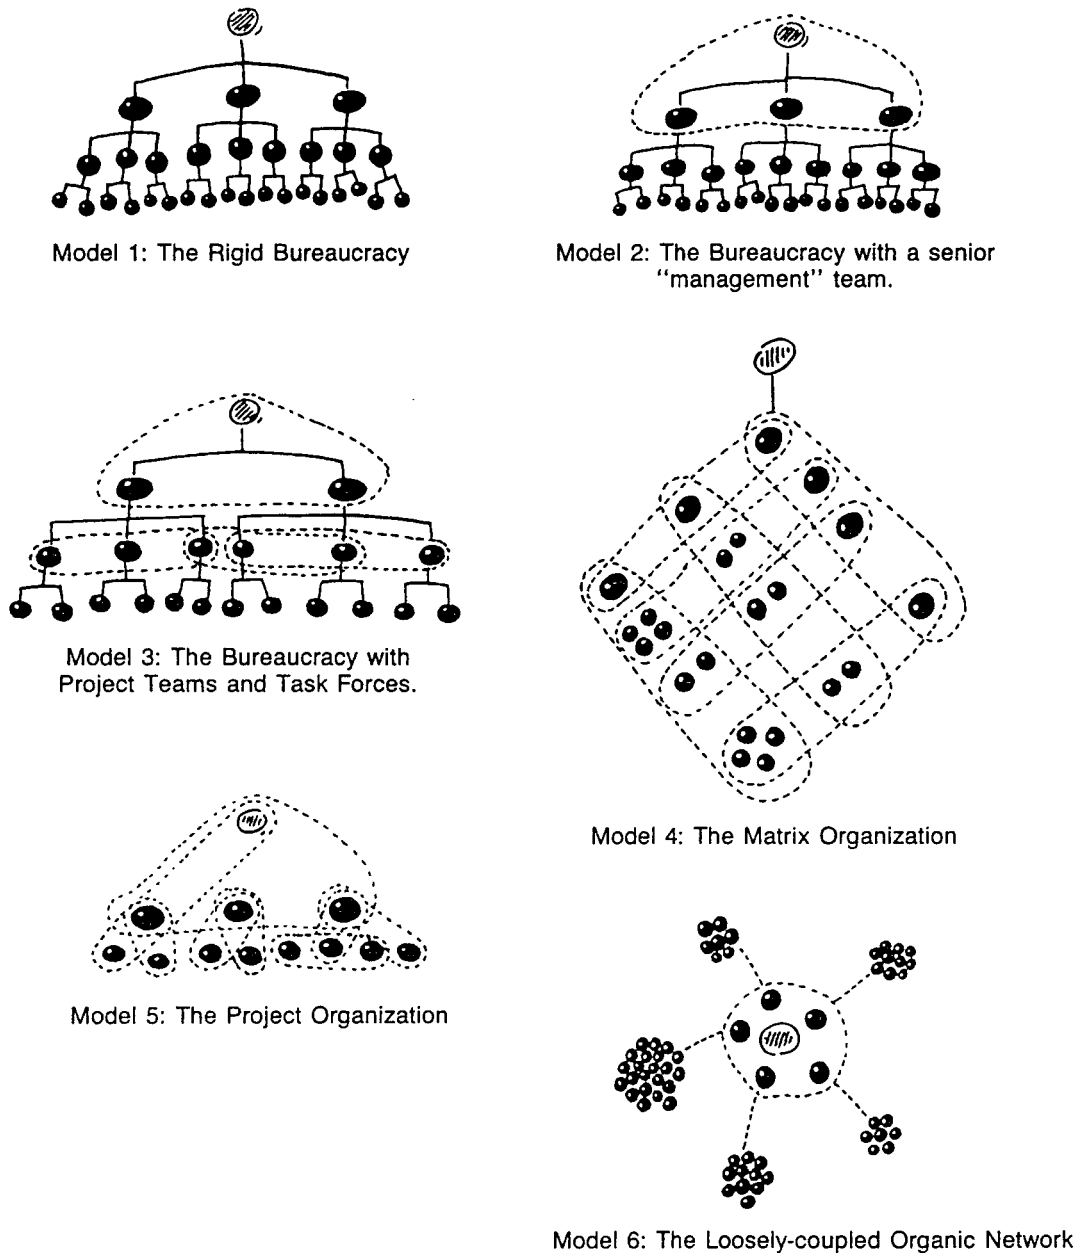 Model 1: The Rigid Bureaucracy
Model 2: The Bureaucracy with a senior
“management” team.
Model 3: The Bureaucracy with
Project Teams and Task Forces.
Model 4: The Matrix Organization
Model 5: The Project Organization
Model 6: The Loosely-coupled Organic Network